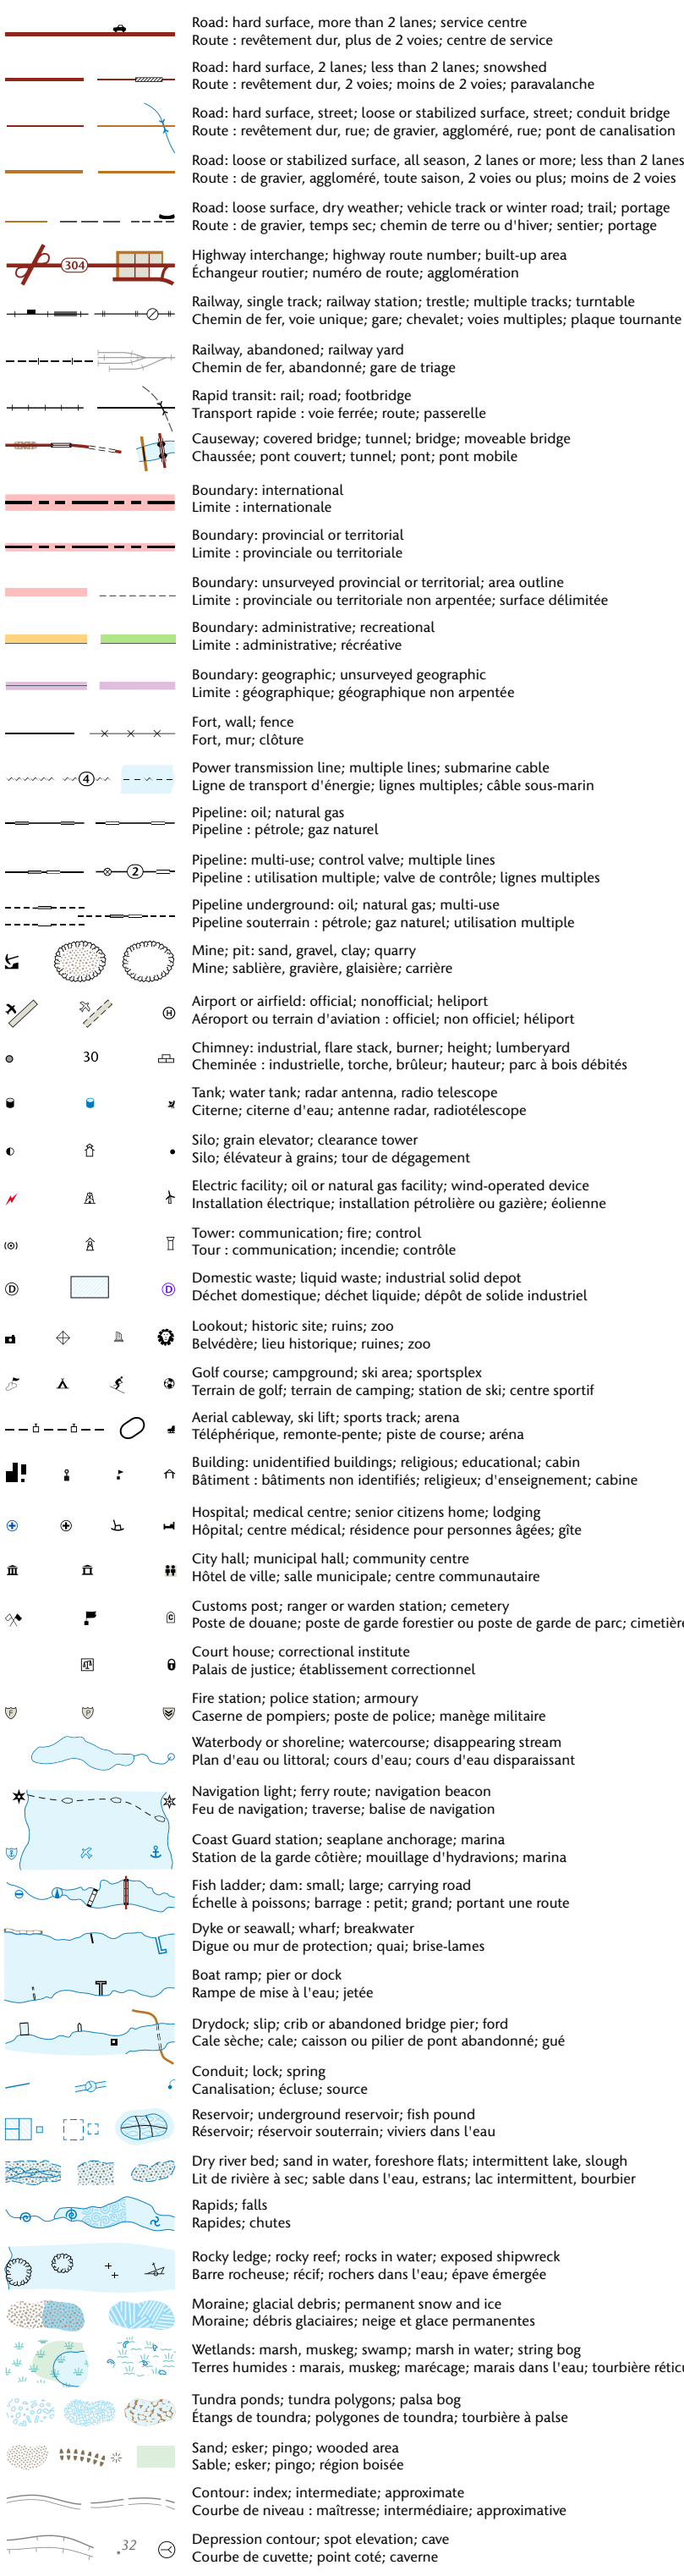 Road: hard surface, more than 2 lanes; service centre
Route : revêtement dur, plus de 2 voies; centre de service
Road: hard surface, 2 lanes; less than 2 lanes; snowshed
Route : revêtement dur, 2 voies; moins de 2 voies; paravalanche
Road: hard surface, street; loose or stabilized surface, street; conduit bridge
Route : revêtement dur, rue; de gravier, aggloméré, rue; pont de canalisation
Road: loose or stabilized surface, all season, 2 lanes or more; less than 2 lanes
Route : de gravier, aggloméré, toute saison, 2 voies ou plus; moins de 2 voies
Road: loose surface, dry weather; vehicle track or winter road; trail; portage
Route : de gravier, temps sec; chemin de terre ou d'hiver; sentier; portage
304
Highway interchange; highway route number; built-up area
Échangeur routier; numéro de route; agglomération
Railway, single track; railway station; trestle; multiple tracks; turntable
Chemin de fer, voie unique; gare; chevalet; voies multiples; plaque tournante
Railway, abandoned; railway yard
Chemin de fer, abandonné; gare de triage
Rapid transit: rail; road; footbridge
Transport rapide : voie ferrée; route; passerelle
Causeway; covered bridge; tunnel; bridge; moveable bridge
Chaussée; pont couvert; tunnel; pont; pont mobile
Boundary: international
Limite : internationale
Boundary: provincial or territorial
Limite : provinciale ou territoriale
Boundary: unsurveyed provincial or territorial; area outline
Limite : provinciale ou territoriale non arpentée; surface délimitée
Boundary: administrative; recreational
Limite : administrative; récréative
Boundary: geographic; unsurveyed geographic
Limite : géographique; géographique non arpentée
Fort, wall; fence
Fort, mur; clôture
4
Power transmission line; multiple lines; submarine cable
Ligne de transport d'énergie; lignes multiples; câble sous-marin
Pipeline: oil; natural gas
Pipeline : pétrole; gaz naturel
2
Pipeline: multi-use; control valve; multiple lines
Pipeline : utilisation multiple; valve de contrôle; lignes multiples
Pipeline underground: oil; natural gas; multi-use
Pipeline souterrain : pétrole; gaz naturel; utilisation multiple
Mine; pit: sand, gravel, clay; quarry
Mine; sablière, gravière, glaisière; carrière
H
Airport or airfield: official; nonofficial; heliport
Aéroport ou terrain d'aviation : officiel; non officiel; héliport
30
Chimney: industrial, flare stack, burner; height; lumberyard
Cheminée : industrielle, torche, brûleur; hauteur; parc à bois débités
Tank; water tank; radar antenna, radio telescope
Citerne; citerne d'eau; antenne radar, radiotélescope
Silo; grain elevator; clearance tower
Silo; élévateur à grains; tour de dégagement
Electric facility; oil or natural gas facility; wind-operated device
Installation électrique; installation pétrolière ou gazière; éolienne
Tower: communication; fire; control
Tour : communication; incendie; contrôle
D D
Domestic waste; liquid waste; industrial solid depot
Déchet domestique; déchet liquide; dépôt de solide industriel
Lookout; historic site; ruins; zoo
Belvédère; lieu historique; ruines; zoo
Golf course; campground; ski area; sportsplex
Terrain de golf; terrain de camping; station de ski; centre sportif
Aerial cableway, ski lift; sports track; arena
Téléphérique, remonte-pente; piste de course; aréna
Building: unidentified buildings; religious; educational; cabin
Bâtiment : bâtiments non identifiés; religieux; d'enseignement; cabine
Hospital; medical centre; senior citizens home; lodging
Hôpital; centre médical; résidence pour personnes âgées; gîte
City hall; municipal hall; community centre
Hôtel de ville; salle municipale; centre communautaire
C
Customs post; ranger or warden station; cemetery
Poste de douane; poste de garde forestier ou poste de garde de parc; cimetière
Court house; correctional institute
Palais de justice; établissement correctionnel
F P
Fire station; police station; armoury
Caserne de pompiers; poste de police; manège militaire
Waterbody or shoreline; watercourse; disappearing stream
Plan d'eau ou littoral; cours d'eau; cours d'eau disparaissant
Navigation light; ferry route; navigation beacon
Feu de navigation; traverse; balise de navigation
Coast Guard station; seaplane anchorage; marina
Station de la garde côtière; mouillage d'hydravions; marina
Fish ladder; dam: small; large; carrying road
Échelle à poissons; barrage : petit; grand; portant une route
Dyke or seawall; wharf; breakwater
Digue ou mur de protection; quai; brise-lames
Boat ramp; pier or dock
Rampe de mise à l'eau; jetée
Drydock; slip; crib or abandoned bridge pier; ford
Cale sèche; cale; caisson ou pilier de pont abandonné; gué
Conduit; lock; spring
Canalisation; écluse; source
Reservoir; underground reservoir; fish pound
Réservoir; réservoir souterrain; viviers dans l'eau
Dry river bed; sand in water, foreshore flats; intermittent lake, slough
Lit de rivière à sec; sable dans l'eau, estrans; lac intermittent, bourbier
Rapids; falls
Rapides; chutes
Rocky ledge; rocky reef; rocks in water; exposed shipwreck
Barre rocheuse; récif; rochers dans l'eau; épave émergée
Moraine; glacial debris; permanent snow and ice
Moraine; débris glaciaires; neige et glace permanentes
Wetlands: marsh, muskeg; swamp; marsh in water; string bog
Terres humides : marais, muskeg; marécage; marais dans l'eau; tourbière
Tundra ponds; tundra polygons; palsa bog
Étangs de toundra; polygones de toundra; tourbière à palse
Sand; esker; pingo; wooded area
Sable; esker; pingo; région boisée
Contour: index; intermediate; approximate
Courbe de niveau : maîtresse; intermédiaire; approximative
.32
Depression contour; spot elevation; cave
Courbe de cuvette; point coté; caverne